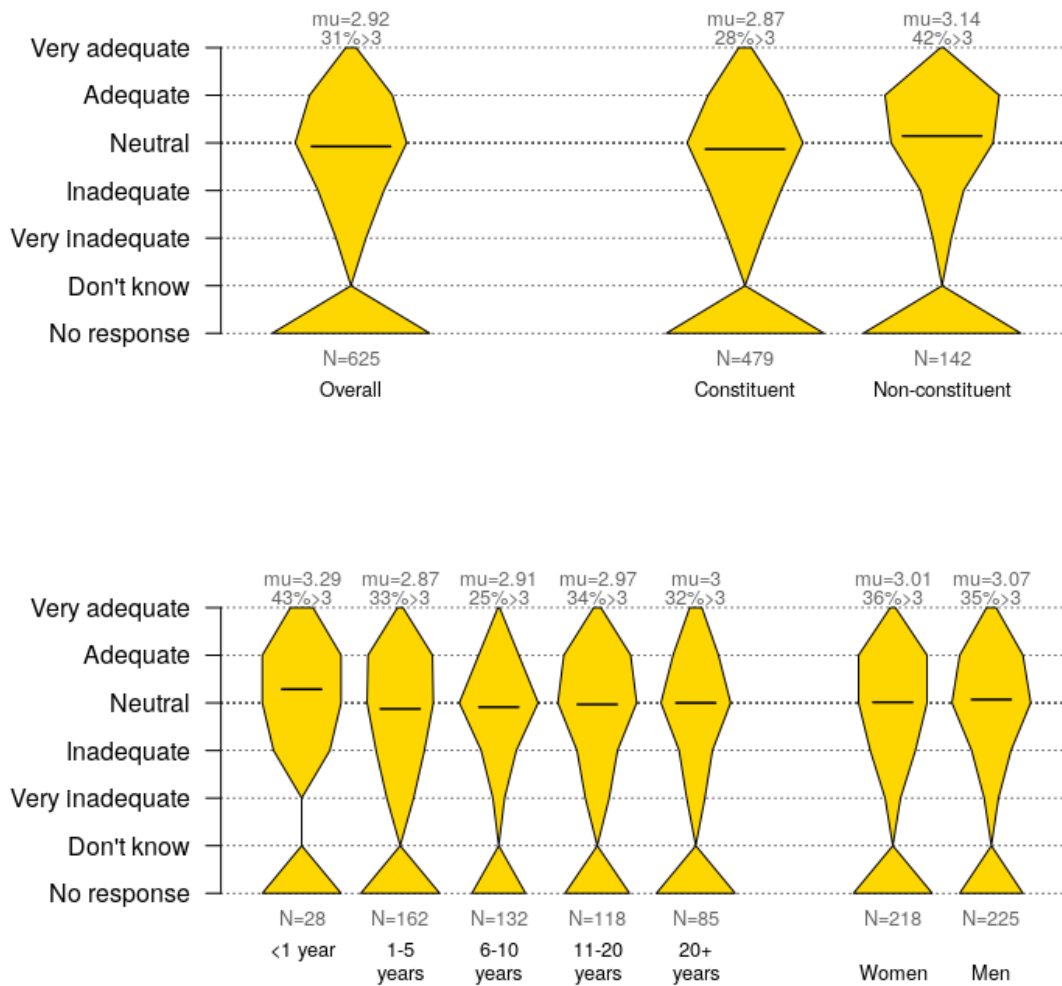 mu=2.92 mu=2.87 mu=3.14
31%>3 28%>3 42%>3
Very adequate
Adequate
Neutral
Inadequate
Very inadequate
Don't know
No response
N=625 N=479 N=142
Overall Constituent Non-constituent
mu=3.29 mu=2.87 mu=2.91 mu=2.97 mu=3 mu=3.01 mu=3.07
43%>3 33%>3 25%>3 34%>3 32%>3 36%>3 35%>3
Very adequate
Adequate
Neutral
Inadequate
Very inadequate
Don't know
No response
N=28 N=162 N=132 N=118 N=85 N=218 N=225
<1 year 1-5 6-10 11-20 20+
years years years years Women Men